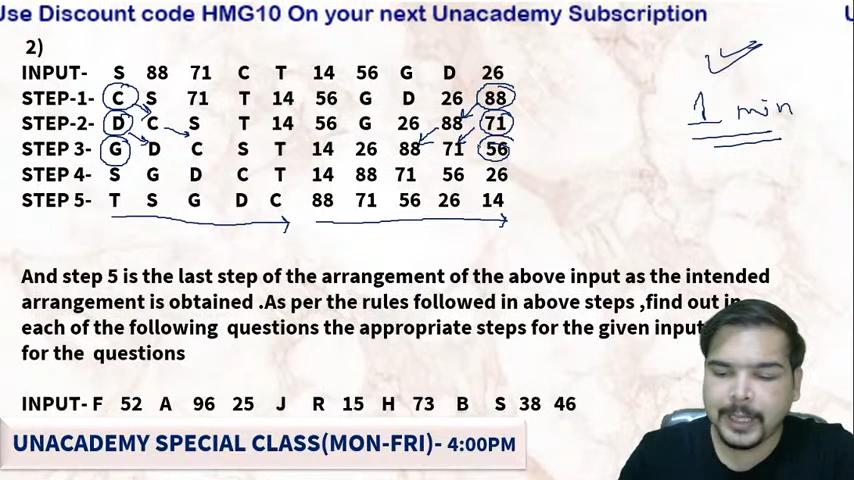 Use Discount code HMG10 On your next Unacademy Subscription
2)
INPUT- S 88 71 C T 14 56 G D 26
STEP-1- C S 71 T 14 56 G D 26 88
STEP-2- D C S T 14 56 G 26 88 71
STEP 3- G D C S T 14 26 88 71 56
STEP 4- S G D C T 14 88 71 56 26
STEP 5- T S G D C 88 71 56 26 14
1 min
And step 5 is the last step of the arrangement of the above input as the intended
arrangement is obtained .As per the rules followed in above steps ,find out in
each of the following questions the appropriate steps for the given input
for the questions
INPUT- F 52 A 96 25 J R 15 H 73 B S 38 46
UNACADEMY SPECIAL CLASS(MON-FRI)- 4:00PM